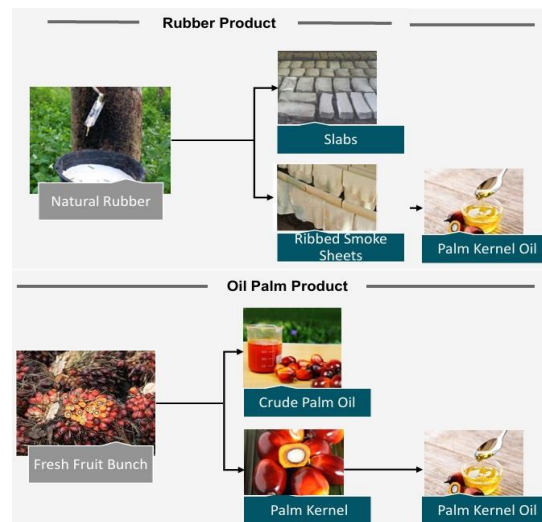 Rubber Product
Slabs
Natural Rubber
Ribbed Smoke
Sheets
Palm Kernel Oil
Oil Palm Product
Crude Palm Oil
Fresh Fruit Bunch
Palm Kernel
Palm Kernel Oil